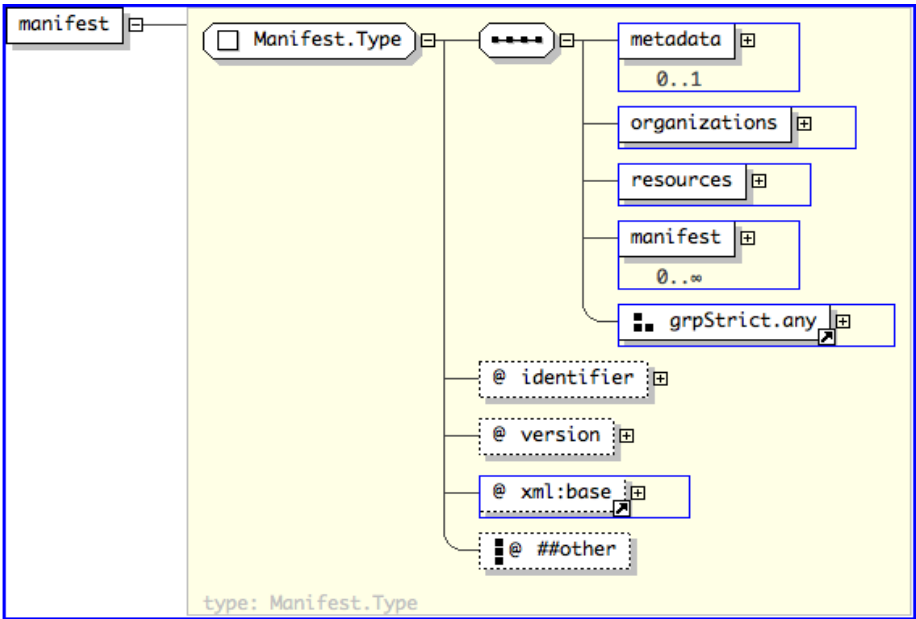 manifest
Manifest.Type
metadata
0..1
organizations
resources
manifest
0..∞
grpStrict.any
@ identifier
@ version
@ xml:base
@ ##other
type: Manifest.Type